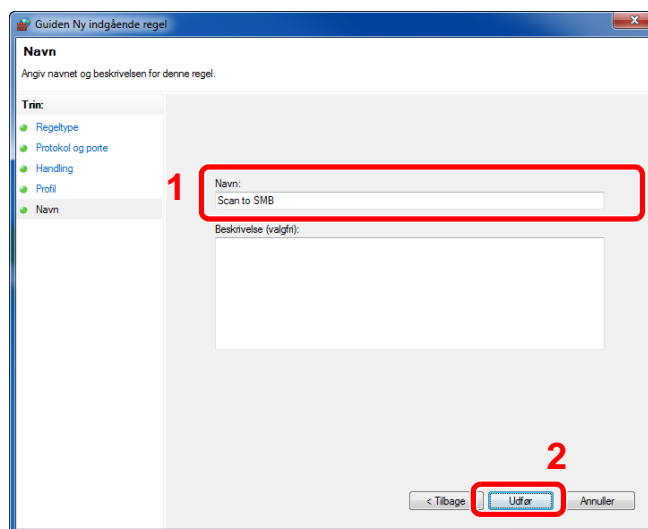 Guiden Ny indgående regel
Navn
Angiv navnet og beskrivelsen for denne regel.
Trin:
Regeltype
Protokol og porte
Handling
Profil
Navn
1
Navn:
Scan to SMB
Beskrivelse (valgfri):
2
< Tilbage
Udfør
Annuller